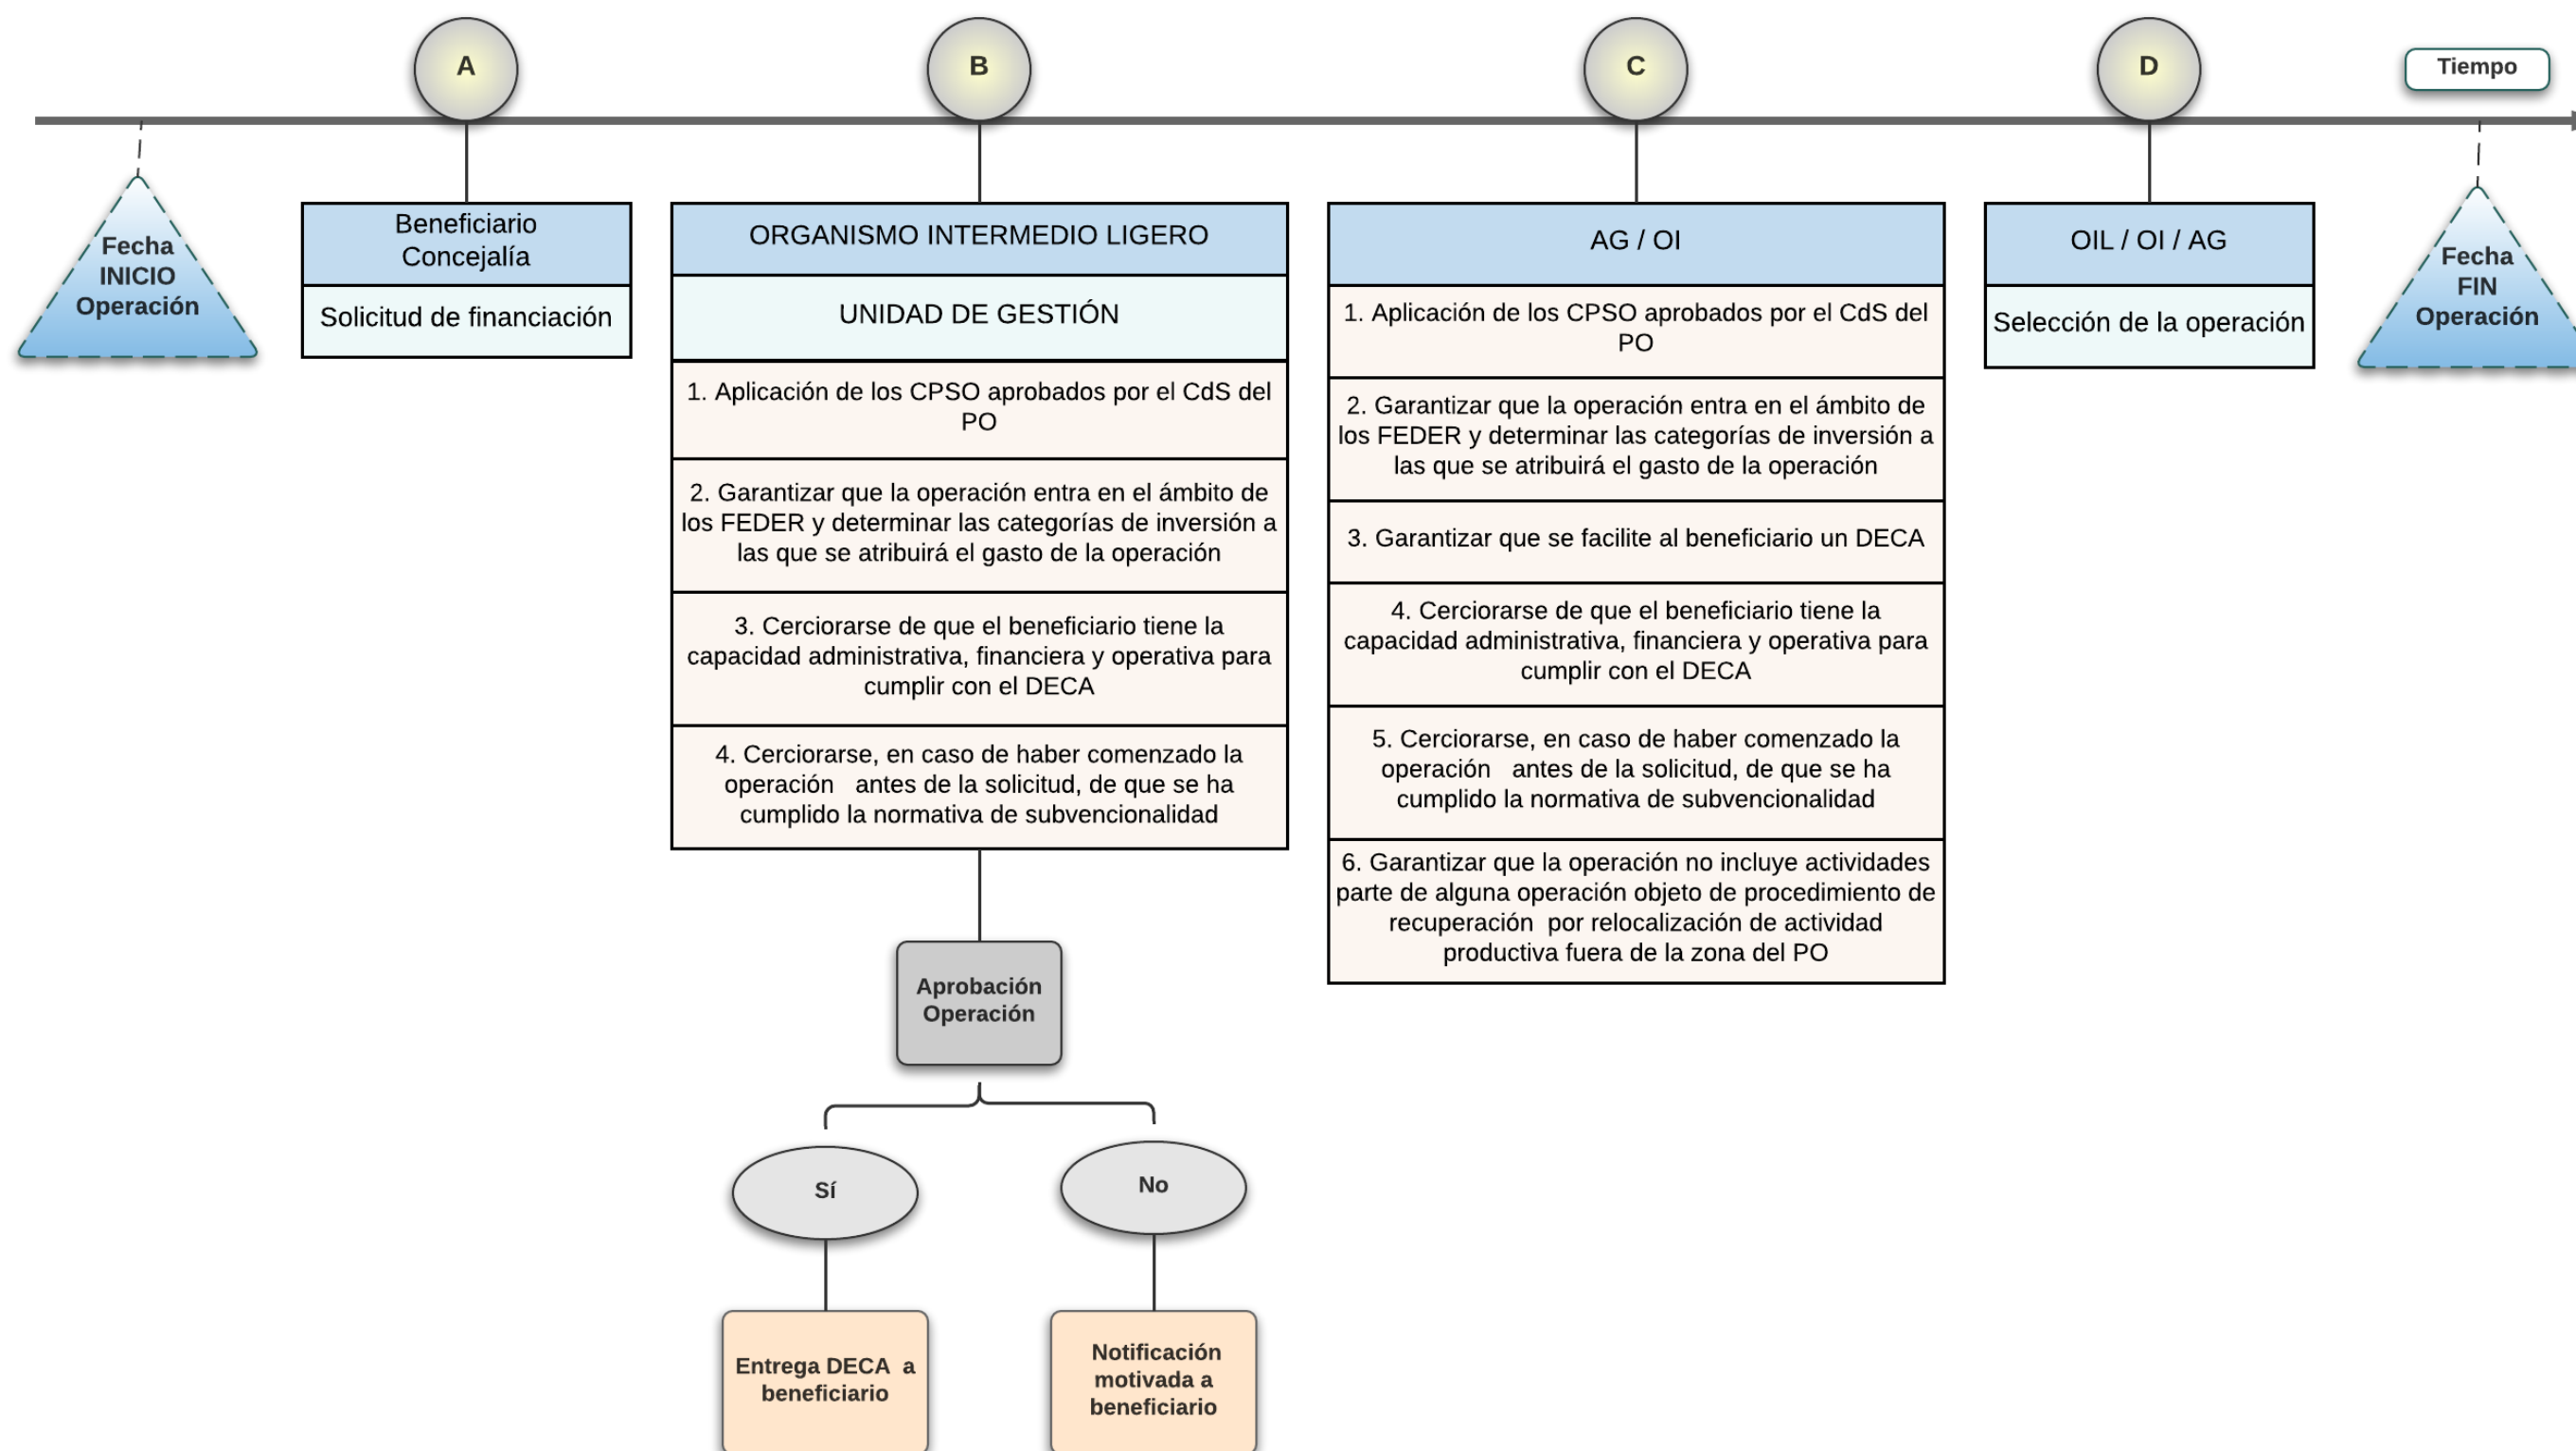 A
B
C
D
Tiempo
Fecha
INICIO
Operación
Beneficiario
Concejalía
Solicitud de financiación
ORGANISMO INTERMEDIO LIGERO
UNIDAD DE GESTIÓN
1. Aplicación de los CPSO aprobados por el CdS del
PO
2. Garantizar que la operación entra en el ámbito de
los FEDER y determinar las categorías de inversión a
las que se atribuirá el gasto de la operación
3. Cerciorarse de que el beneficiario tiene la
capacidad administrativa, financiera y operativa para
cumplir con el DECA
4. Cerciorarse, en caso de haber comenzado la
operación   antes de la solicitud, de que se ha
cumplido la normativa de subvencionalidad
Aprobación
Operación
Sí
No
Entrega DECA  a
beneficiario
Notificación
motivada a
beneficiario
AG / OI
1. Aplicación de los CPSO aprobados por el CdS del
PO
2. Garantizar que la operación entra en el ámbito de
los FEDER y determinar las categorías de inversión a
las que se atribuirá el gasto de la operación
3. Garantizar que se facilite al beneficiario un DECA
4. Cerciorarse de que el beneficiario tiene la
capacidad administrativa, financiera y operativa para
cumplir con el DECA
5. Cerciorarse, en caso de haber comenzado la
operación   antes de la solicitud, de que se ha
cumplido la normativa de subvencionalidad
6. Garantizar que la operación no incluye actividades
parte de alguna operación objeto de procedimiento de
recuperación  por relocalización de actividad
productiva fuera de la zona del PO
OIL / OI / AG
Selección de la operación
Fecha
FIN
Operación